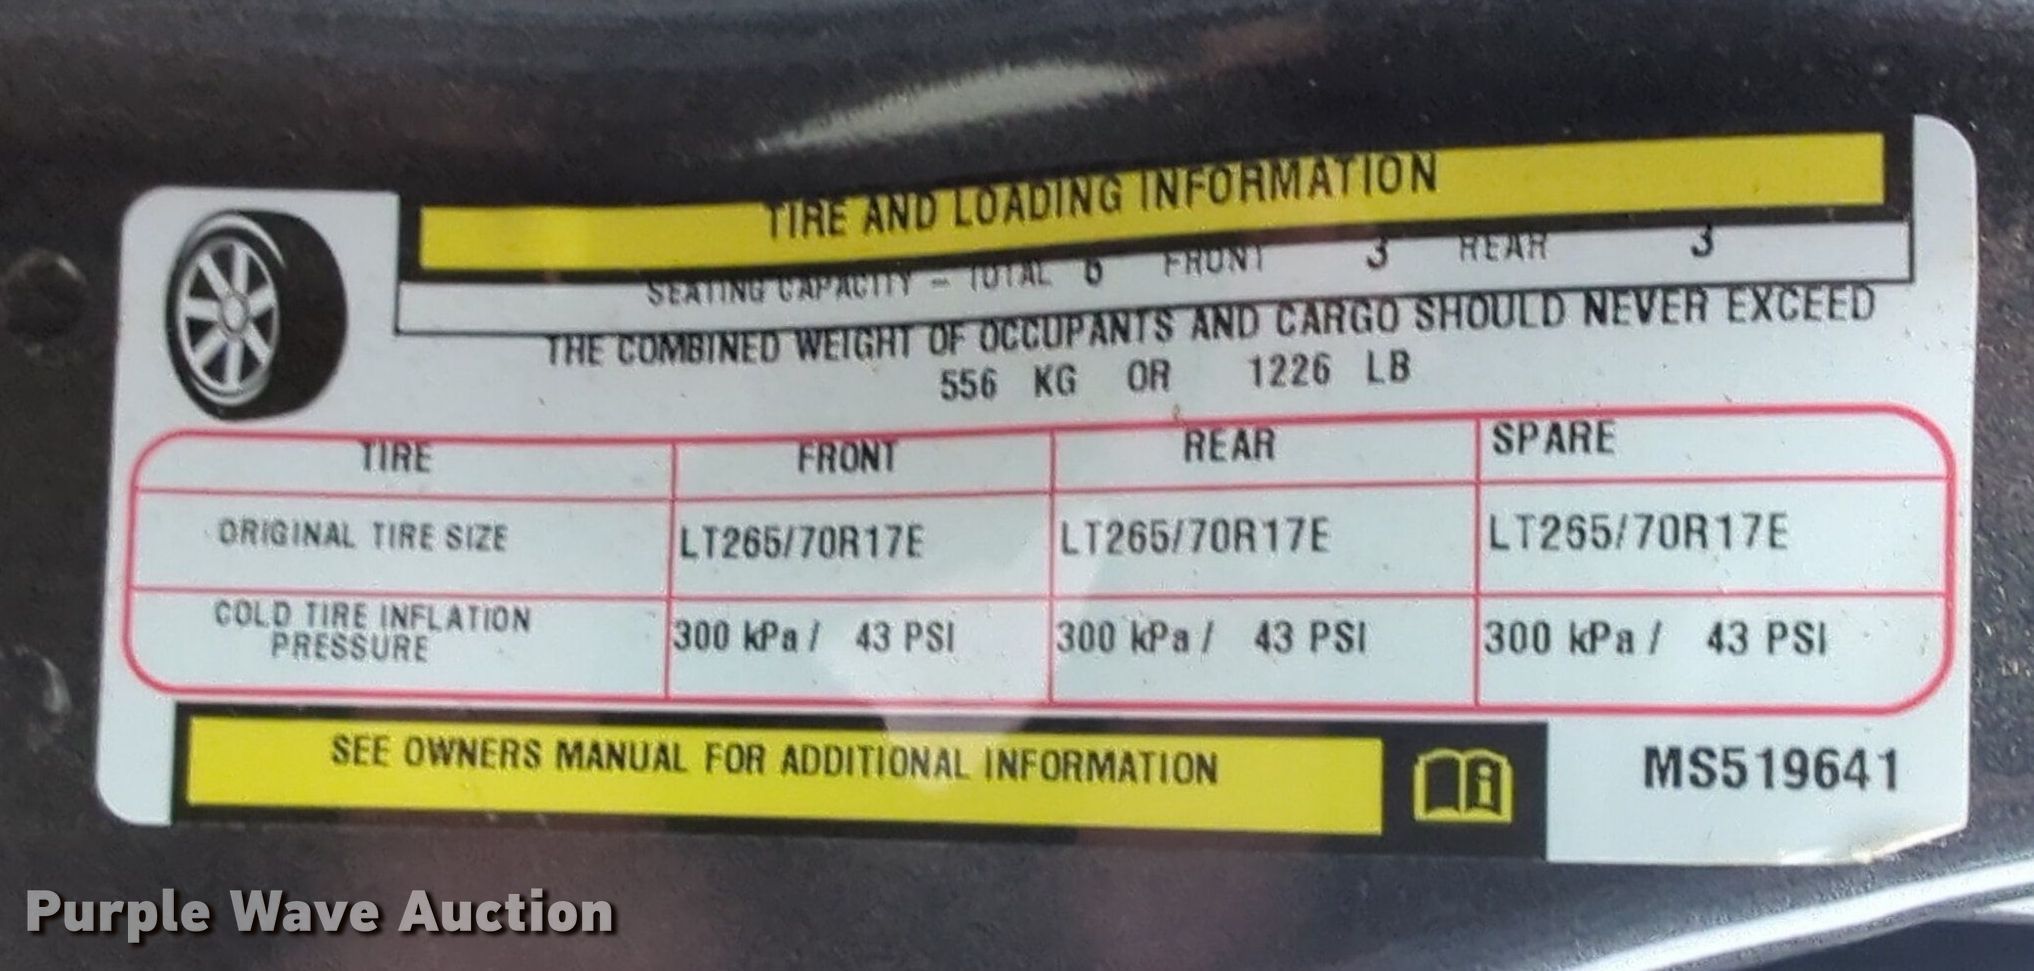 TIRE AND LOADING INFORMATION
SEATING CAPACITY - TOTAL 6 FRONT 3 REAR 3
THE COMBINED WEIGHT OF OCCUPANTS AND CARGO SHOULD NEVER EXCEED
556 KG OR 1226 LB
TIRE FRONT REAR SPARE
ORIGINAL TIRE SIZE LT265/70R17E LT265/70R17E LT265/70R17E
COLD TIRE INFLATION
PRESSURE 300 kPa / 43 PSI 300 kPa / 43 PSI 300 kPa / 43 PSI
SEE OWNERS MANUAL FOR ADDITIONAL INFORMATION
MS519641
Purple Wave Auction